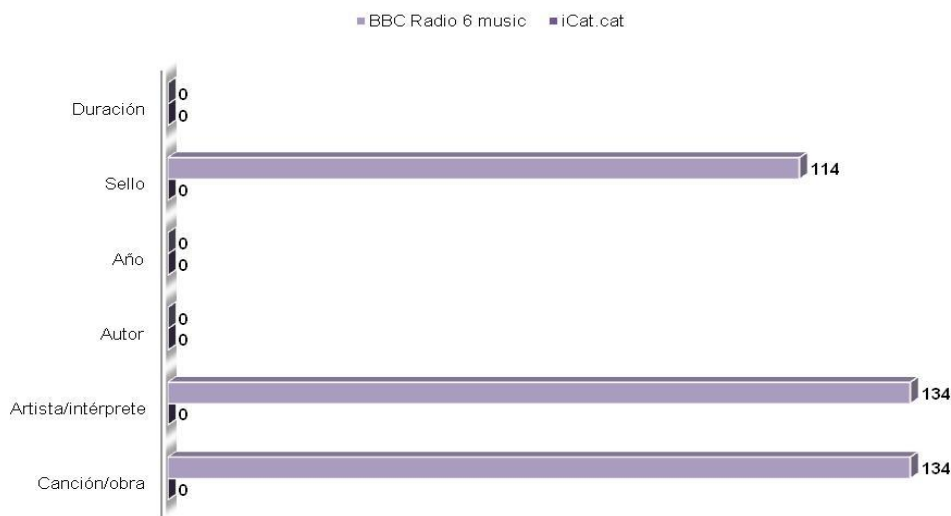 BBC Radio 6 music iCat.cat
Duración 0
0
Sello 114
0
Año 0
0
Autor 0
0
Artista/intérprete 134
0
Canción/obra 134
0